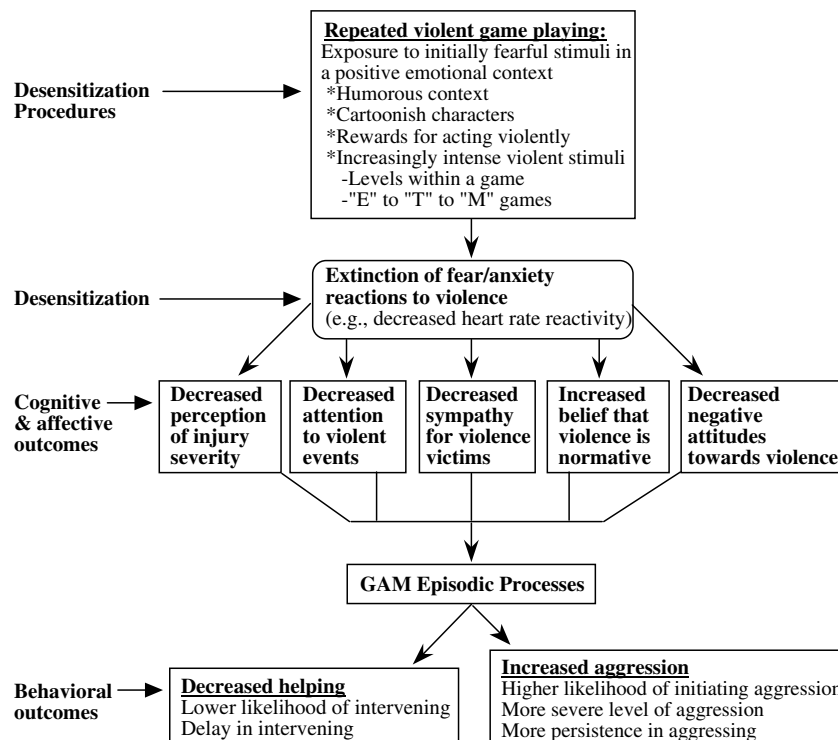 Repeated violent game playing:
Exposure to initially fearful stimuli in
a positive emotional context
*Humorous context
*Cartoonish characters
*Rewards for acting violently
*Increasingly intense violent stimuli
-Levels within a game
-"E" to "T" to "M" games
Desensitization
Procedures
Extinction of fear/anxiety
reactions to violence
(e.g., decreased heart rate reactivity)
Desensitization
Cognitive
& affective
outcomes
Decreased
perception
of injury
severity
Decreased
attention
to violent
events
Decreased
sympathy
for violence
victims
Increased
belief that
violence is
normative
Decreased
negative
attitudes
towards violence
GAM Episodic Processes
Behavioral
outcomes
Decreased helping
Lower likelihood of intervening
Delay in intervening
Increased aggression
Higher likelihood of initiating aggression
More severe level of aggression
More persistence in aggressing